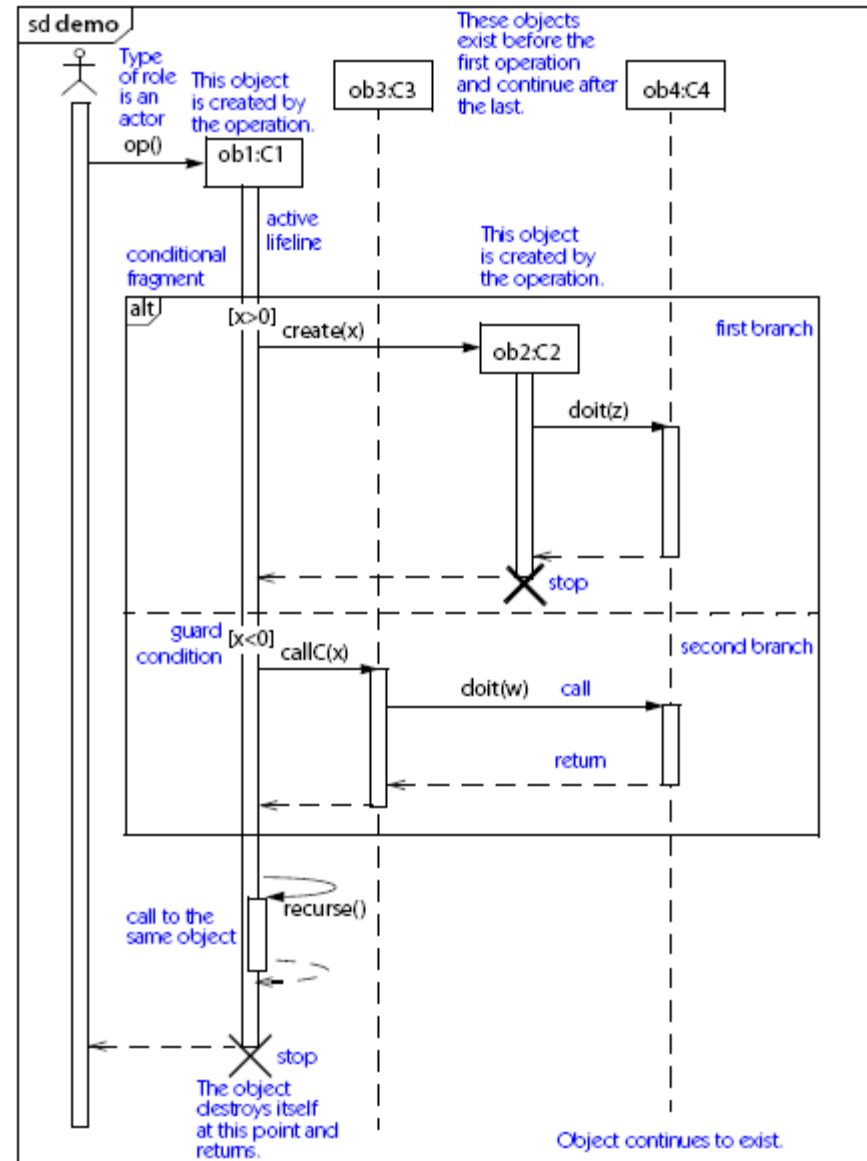 sd demo
These objects
exist before the
first operation
and continue after
the last.
Type
of role
is an
actor
This object
is created by
the operation.
ob3:C3
ob4:C4
op()
ob1:C1
active
lifeline
This object
is created by
the operation.
conditional
fragment
alt
[x>0]
create(x)
ob2:C2
first branch
doit(z)
stop
guard
condition
[x<0]
callC(x)
second branch
doit(w)
call
return
recurse()
call to the
same object
stop
The object
destroys itself
at this point and
returns.
Object continues to exist.